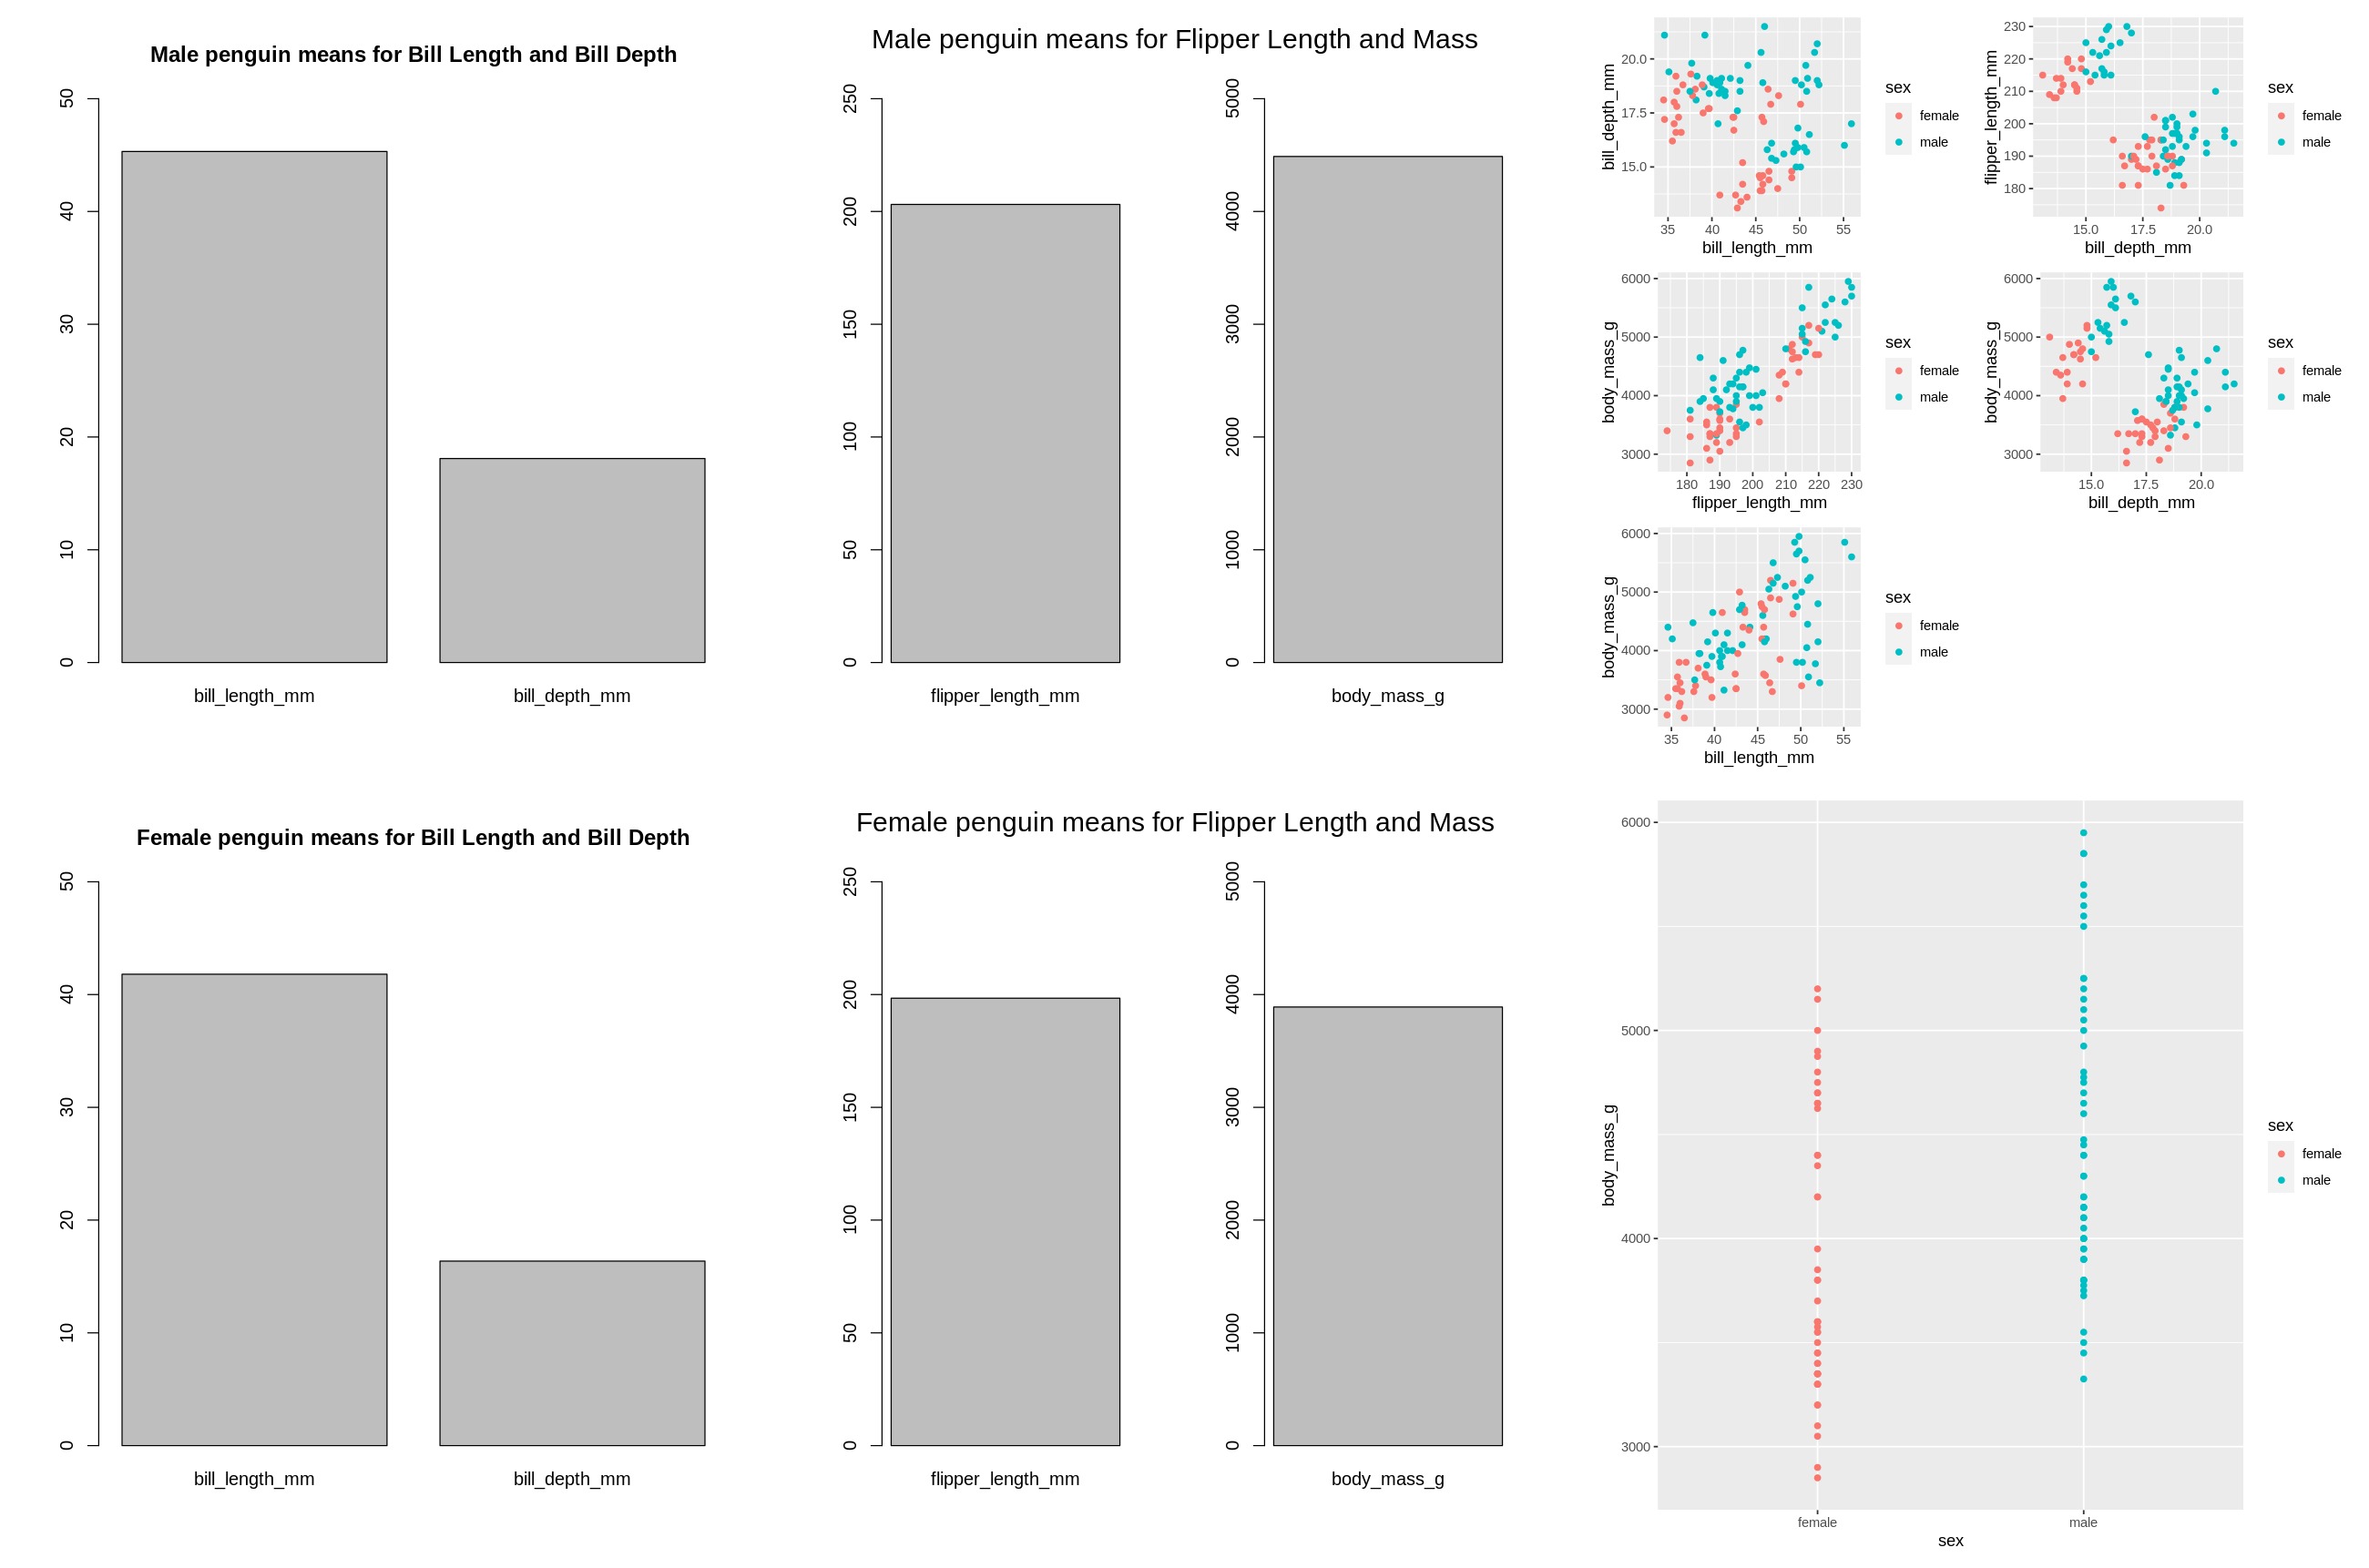 Male penguin means for Bill Length and Bill Depth
50
40
30
20
10
0
bill_length_mm
bill_depth_mm
Male penguin means for Flipper Length and Mass
250
200
150
100
50
0
flipper_length_mm
5000
4000
3000
2000
1000
0
body_mass_g
bill_depth_mm
20.0
17.5
15.0
35 40 45 50 55
bill_length_mm
sex
female
male
flipper_length_mm
230
220
210
200
190
180
15.0 17.5 20.0
bill_depth_mm
sex
female
male
body_mass_g
6000
5000
4000
3000
180 190 200 210 220 230
flipper_length_mm
sex
female
male
body_mass_g
6000
5000
4000
3000
15.0 17.5 20.0
bill_depth_mm
sex
female
male
body_mass_g
6000
5000
4000
3000
35 40 45 50 55
bill_length_mm
sex
female
male
Female penguin means for Bill Length and Bill Depth
50
40
30
20
10
0
bill_length_mm
bill_depth_mm
Female penguin means for Flipper Length and Mass
250
200
150
100
50
0
flipper_length_mm
5000
4000
3000
2000
1000
0
body_mass_g
body_mass_g
6000
5000
4000
3000
female male
sex
sex
female
male